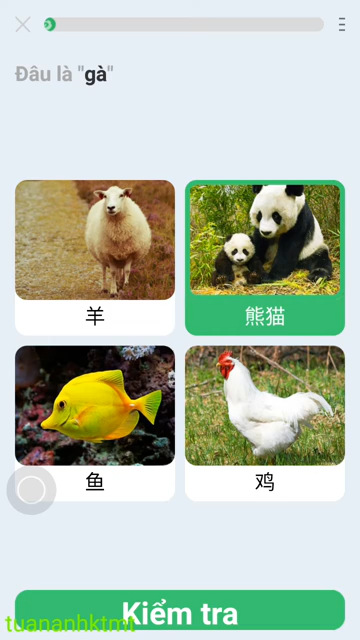 Đâu là "gà"
羊
熊猫
鱼
鸡
Kiểm tra
tuananhktmt